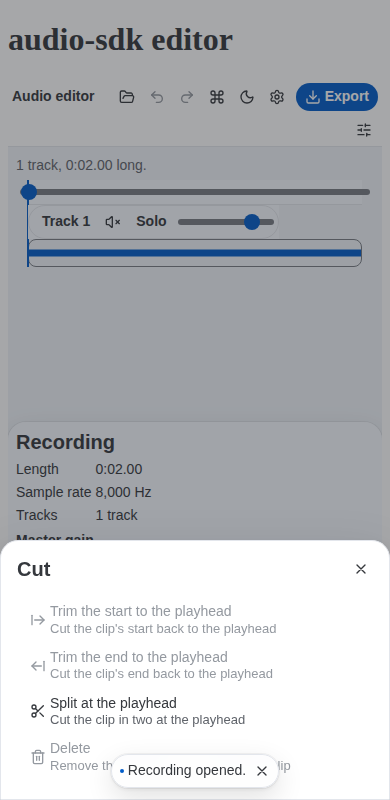 audio-sdk editor
Audio editor
Export
1 track, 0:02.00 long.
Track 1 Solo
Recording
Length 0:02.00
Sample rate 8,000 Hz
Tracks 1 track
Master gain
Cut
Trim the start to the playhead
Cut the clip's start back to the playhead
Trim the end to the playhead
Cut the clip's end back to the playhead
Split at the playhead
Cut the clip in two at the playhead
Delete
Remove
Recording opened.